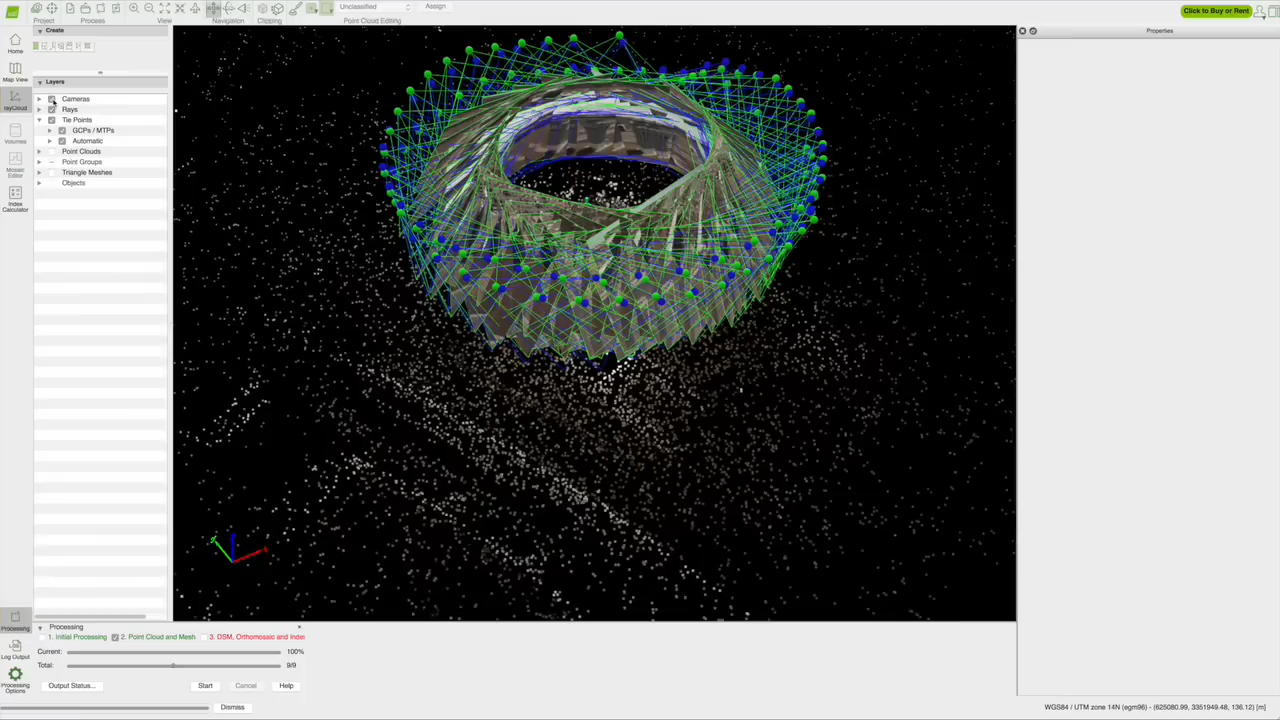 Unclassified
Assign
Click to Buy or Rent
Project
Process
View
Navigation
Clipping
Point Cloud Editing
Create
Properties
Home
Map View
rayCloud
Volumes
Mosaic
Editor
Index
Calculator
Layers
Cameras
Rays
Tie Points
GCPs / MTPs
Automatic
Point Clouds
Point Groups
Triangle Meshes
Objects
Processing
Log Output
Processing
Options
Processing
1. Initial Processing
2. Point Cloud and Mesh
3. DSM, Orthomosaic and Index
Current:
100%
Total:
9/9
Output Status...
Start
Cancel
Help
Dismiss
WGS84 / UTM zone 14N (egm96) - (625080.99, 3351949.48, 136.12) [m]